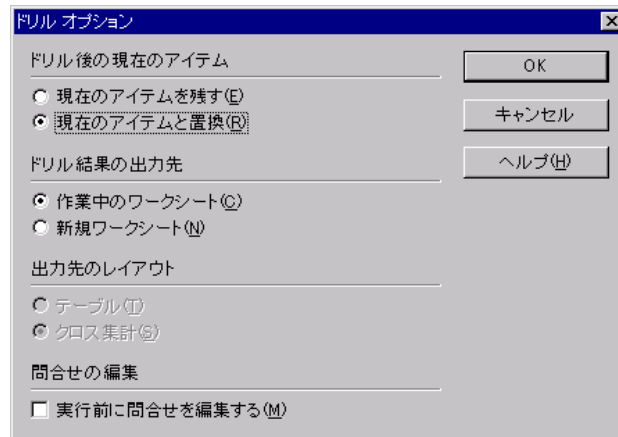 ドリル オプション
ドリル後の現在のアイテム
現在のアイテムを残す(E)
現在のアイテムと置換(R)
ドリル結果の出力先
作業中のワークシート(C)
新規ワークシート(N)
出力先のレイアウト
テーブル(T)
クロス集計(S)
問合せの編集
実行前に問合せを編集する(M)
OK
キャンセル
ヘルプ(H)